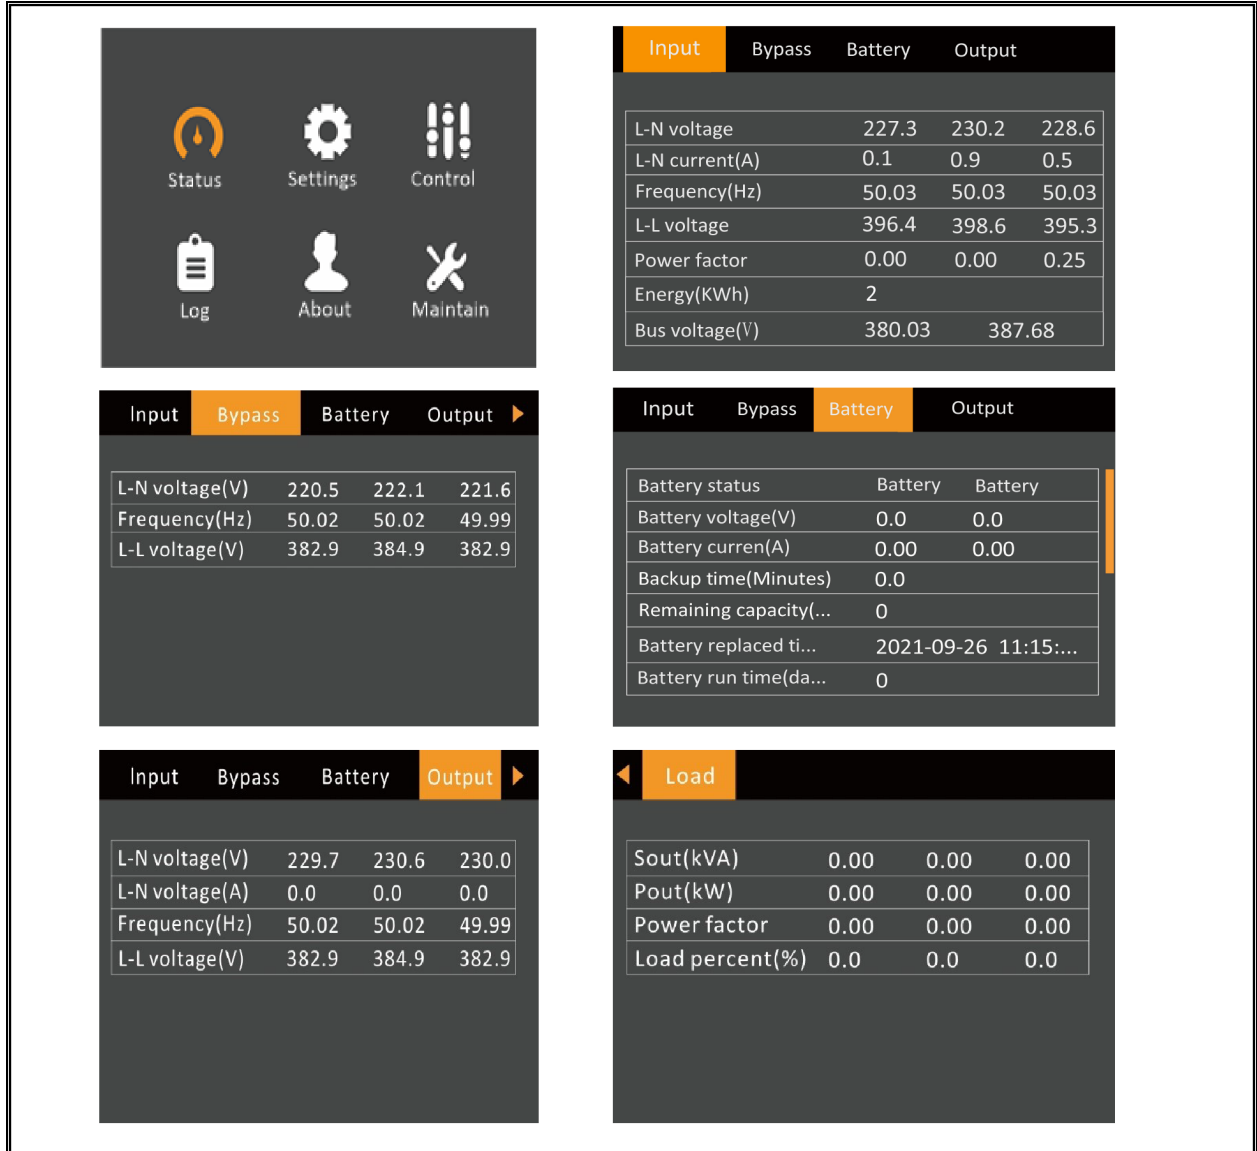 Status Settings Control
Log About Maintain
Input Bypass Battery Output
L-N voltage 227.3 230.2 228.6
L-N current(A) 0.1 0.9 0.5
Frequency(Hz) 50.03 50.03 50.03
L-L voltage 396.4 398.6 395.3
Power factor 0.00 0.00 0.25
Energy(KWh) 2
Bus voltage(V) 380.03 387.68
Input Bypass Battery Output
L-N voltage(V) 220.5 222.1 221.6
Frequency(Hz) 50.02 50.02 49.99
L-L voltage(V) 382.9 384.9 382.9
Input Bypass Battery Output
Battery status Battery Battery
Battery voltage(V) 0.0 0.0
Battery curren(A) 0.00 0.00
Backup time(Minutes) 0.0
Remaining capacity(... 0
Battery replaced ti... 2021-09-26 11:15:...
Battery run time(da... 0
Input Bypass Battery Output
L-N voltage(V) 229.7 230.6 230.0
L-N voltage(A) 0.0 0.0 0.0
Frequency(Hz) 50.02 50.02 49.99
L-L voltage(V) 382.9 384.9 382.9
Load
Sout(kVA) 0.00 0.00 0.00
Pout(kW) 0.00 0.00 0.00
Power factor 0.00 0.00 0.00
Load percent(%) 0.0 0.0 0.0